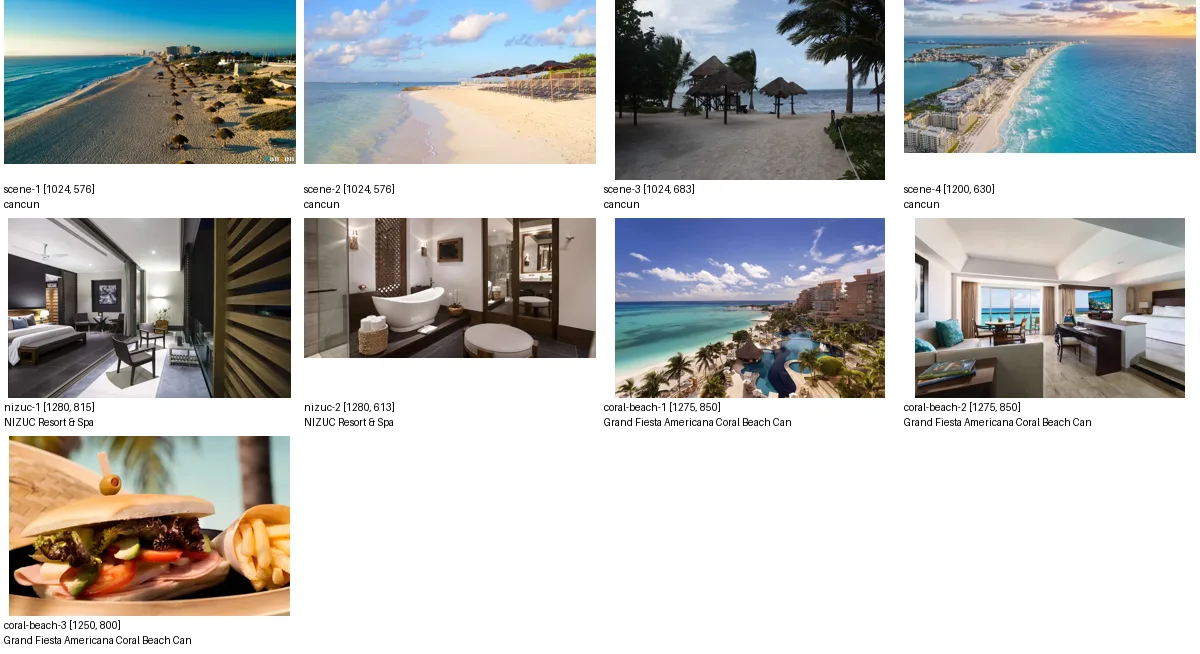 scene-1 [1024, 576]
cancun
scene-2 [1024, 576]
cancun
scene-3 [1024, 683]
cancun
scene-4 [1200, 630]
cancun
nizuc-1 [1280, 815]
NIZUC Resort & Spa
nizuc-2 [1280, 613]
NIZUC Resort & Spa
coral-beach-1 [1275, 850]
Grand Fiesta Americana Coral Beach Can
coral-beach-2 [1275, 850]
Grand Fiesta Americana Coral Beach Can
coral-beach-3 [1250, 800]
Grand Fiesta Americana Coral Beach Can